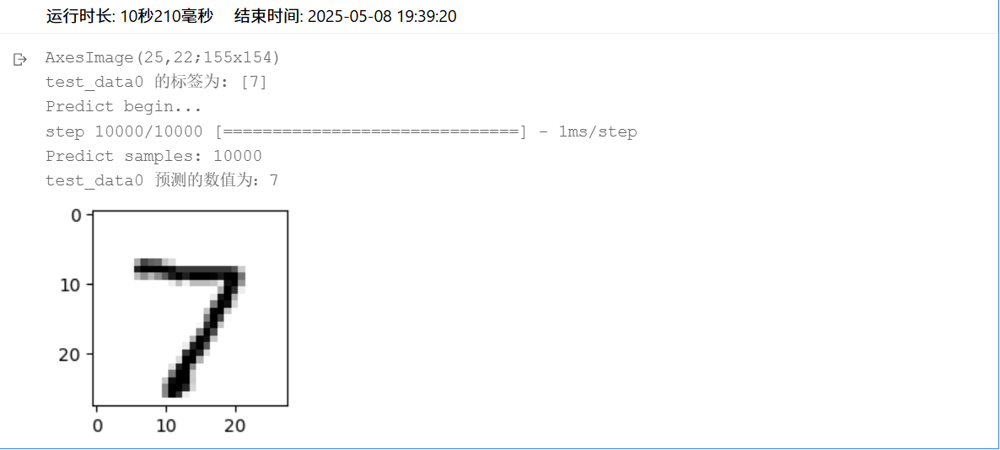 运行时长: 10秒210毫秒 结束时间: 2025-05-08 19:39:20
AxesImage(25,22;155x154)
test_data0 的标签为: [7]
Predict begin...
step 10000/10000 [==============================] - 1ms/step
Predict samples: 10000
test_data0 预测的数值为: 7
0
10
20
7
0 10 20